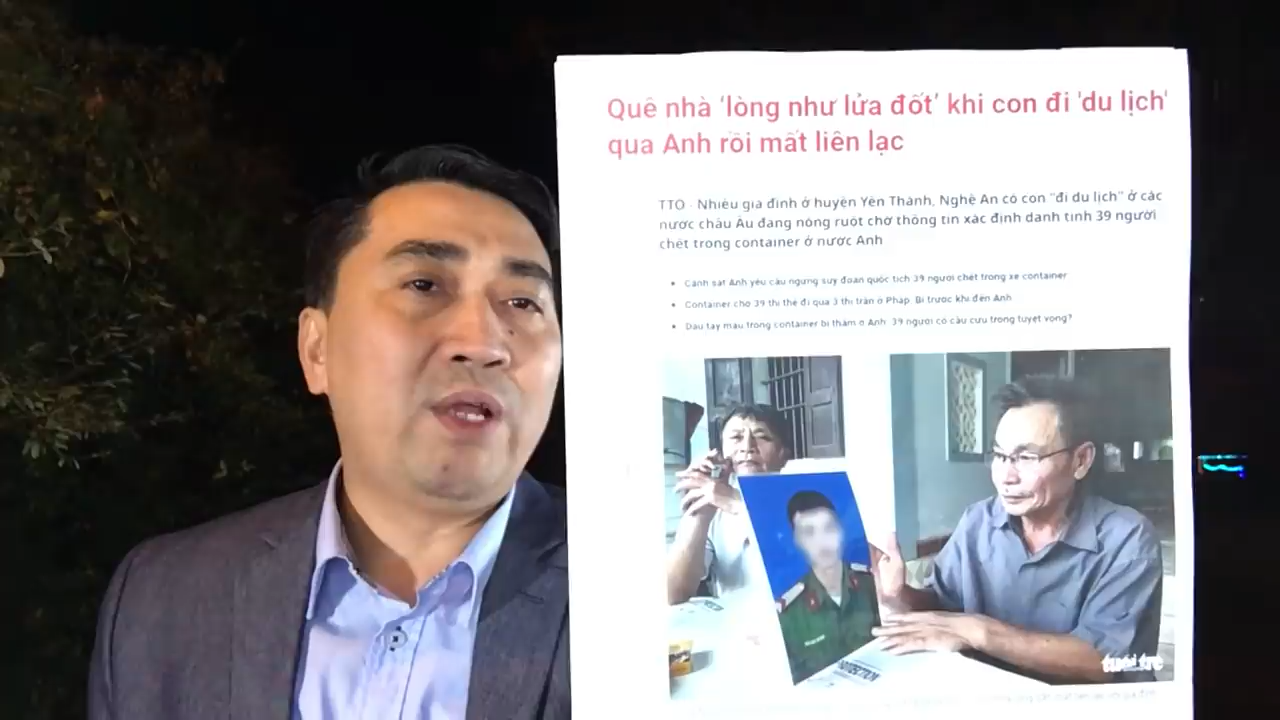 Quê nhà ‘lòng như lửa đốt’ khi con đi 'du lịch'
qua Anh rồi mất liên lạc
TTO - Nhiều gia đình ở huyện Yên Thành, Nghệ An có con "đi du lịch" ở các
nước châu Âu đang nóng ruột chờ thông tin xác định danh tính 39 người
chết trong container ở nước Anh
Cảnh sát Anh yêu cầu ngừng suy đoán quốc tịch 39 người chết trong xe container
Container chở 39 thi thể đi qua 3 thị trấn ở Pháp, Bỉ trước khi đến Anh
Dấu tay máu trong container bi thảm ở Anh: 39 người có cầu cứu trong tuyệt vọng?
tuổi trẻ